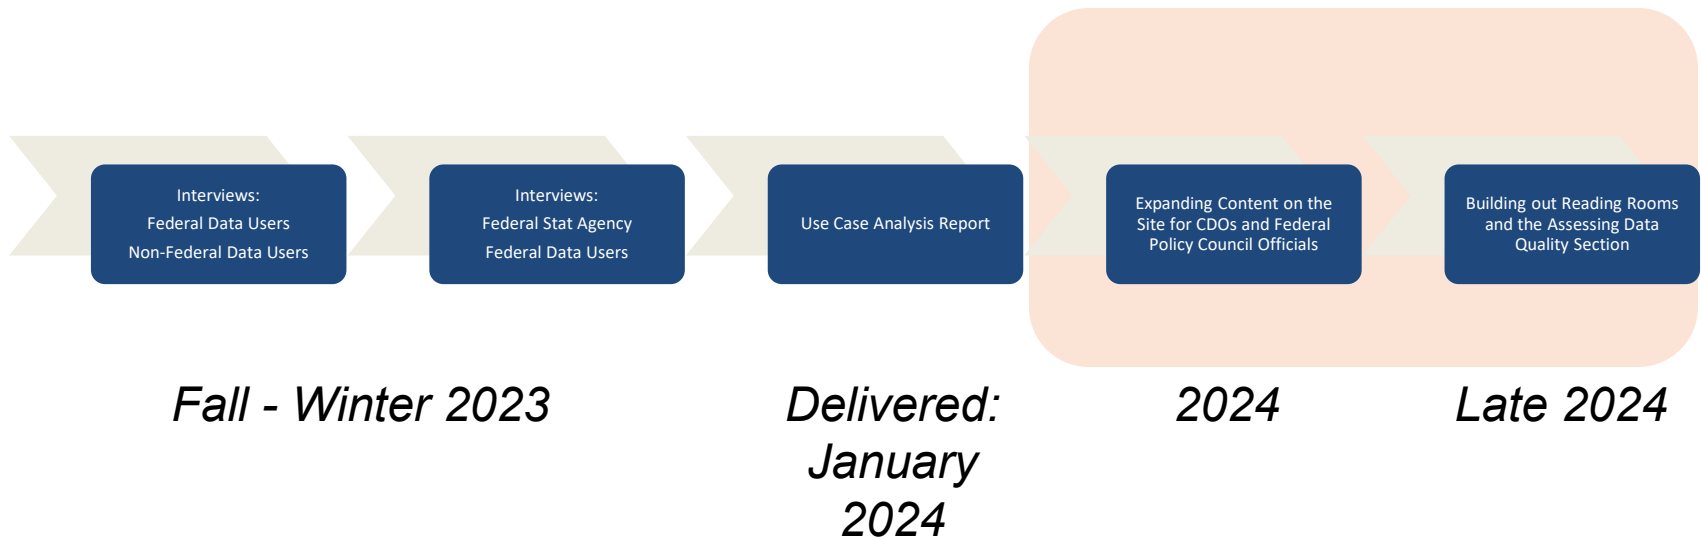 Interviews:
Federal Data Users
Non-Federal Data Users
Interviews:
Federal Stat Agency
Federal Data Users
Use Case Analysis Report
Expanding Content on the
Site for CDOs and Federal
Policy Council Officials
Building out Reading Rooms
and the Assessing Data
Quality Section
Fall - Winter 2023
Delivered:
January
2024
2024
Late 2024